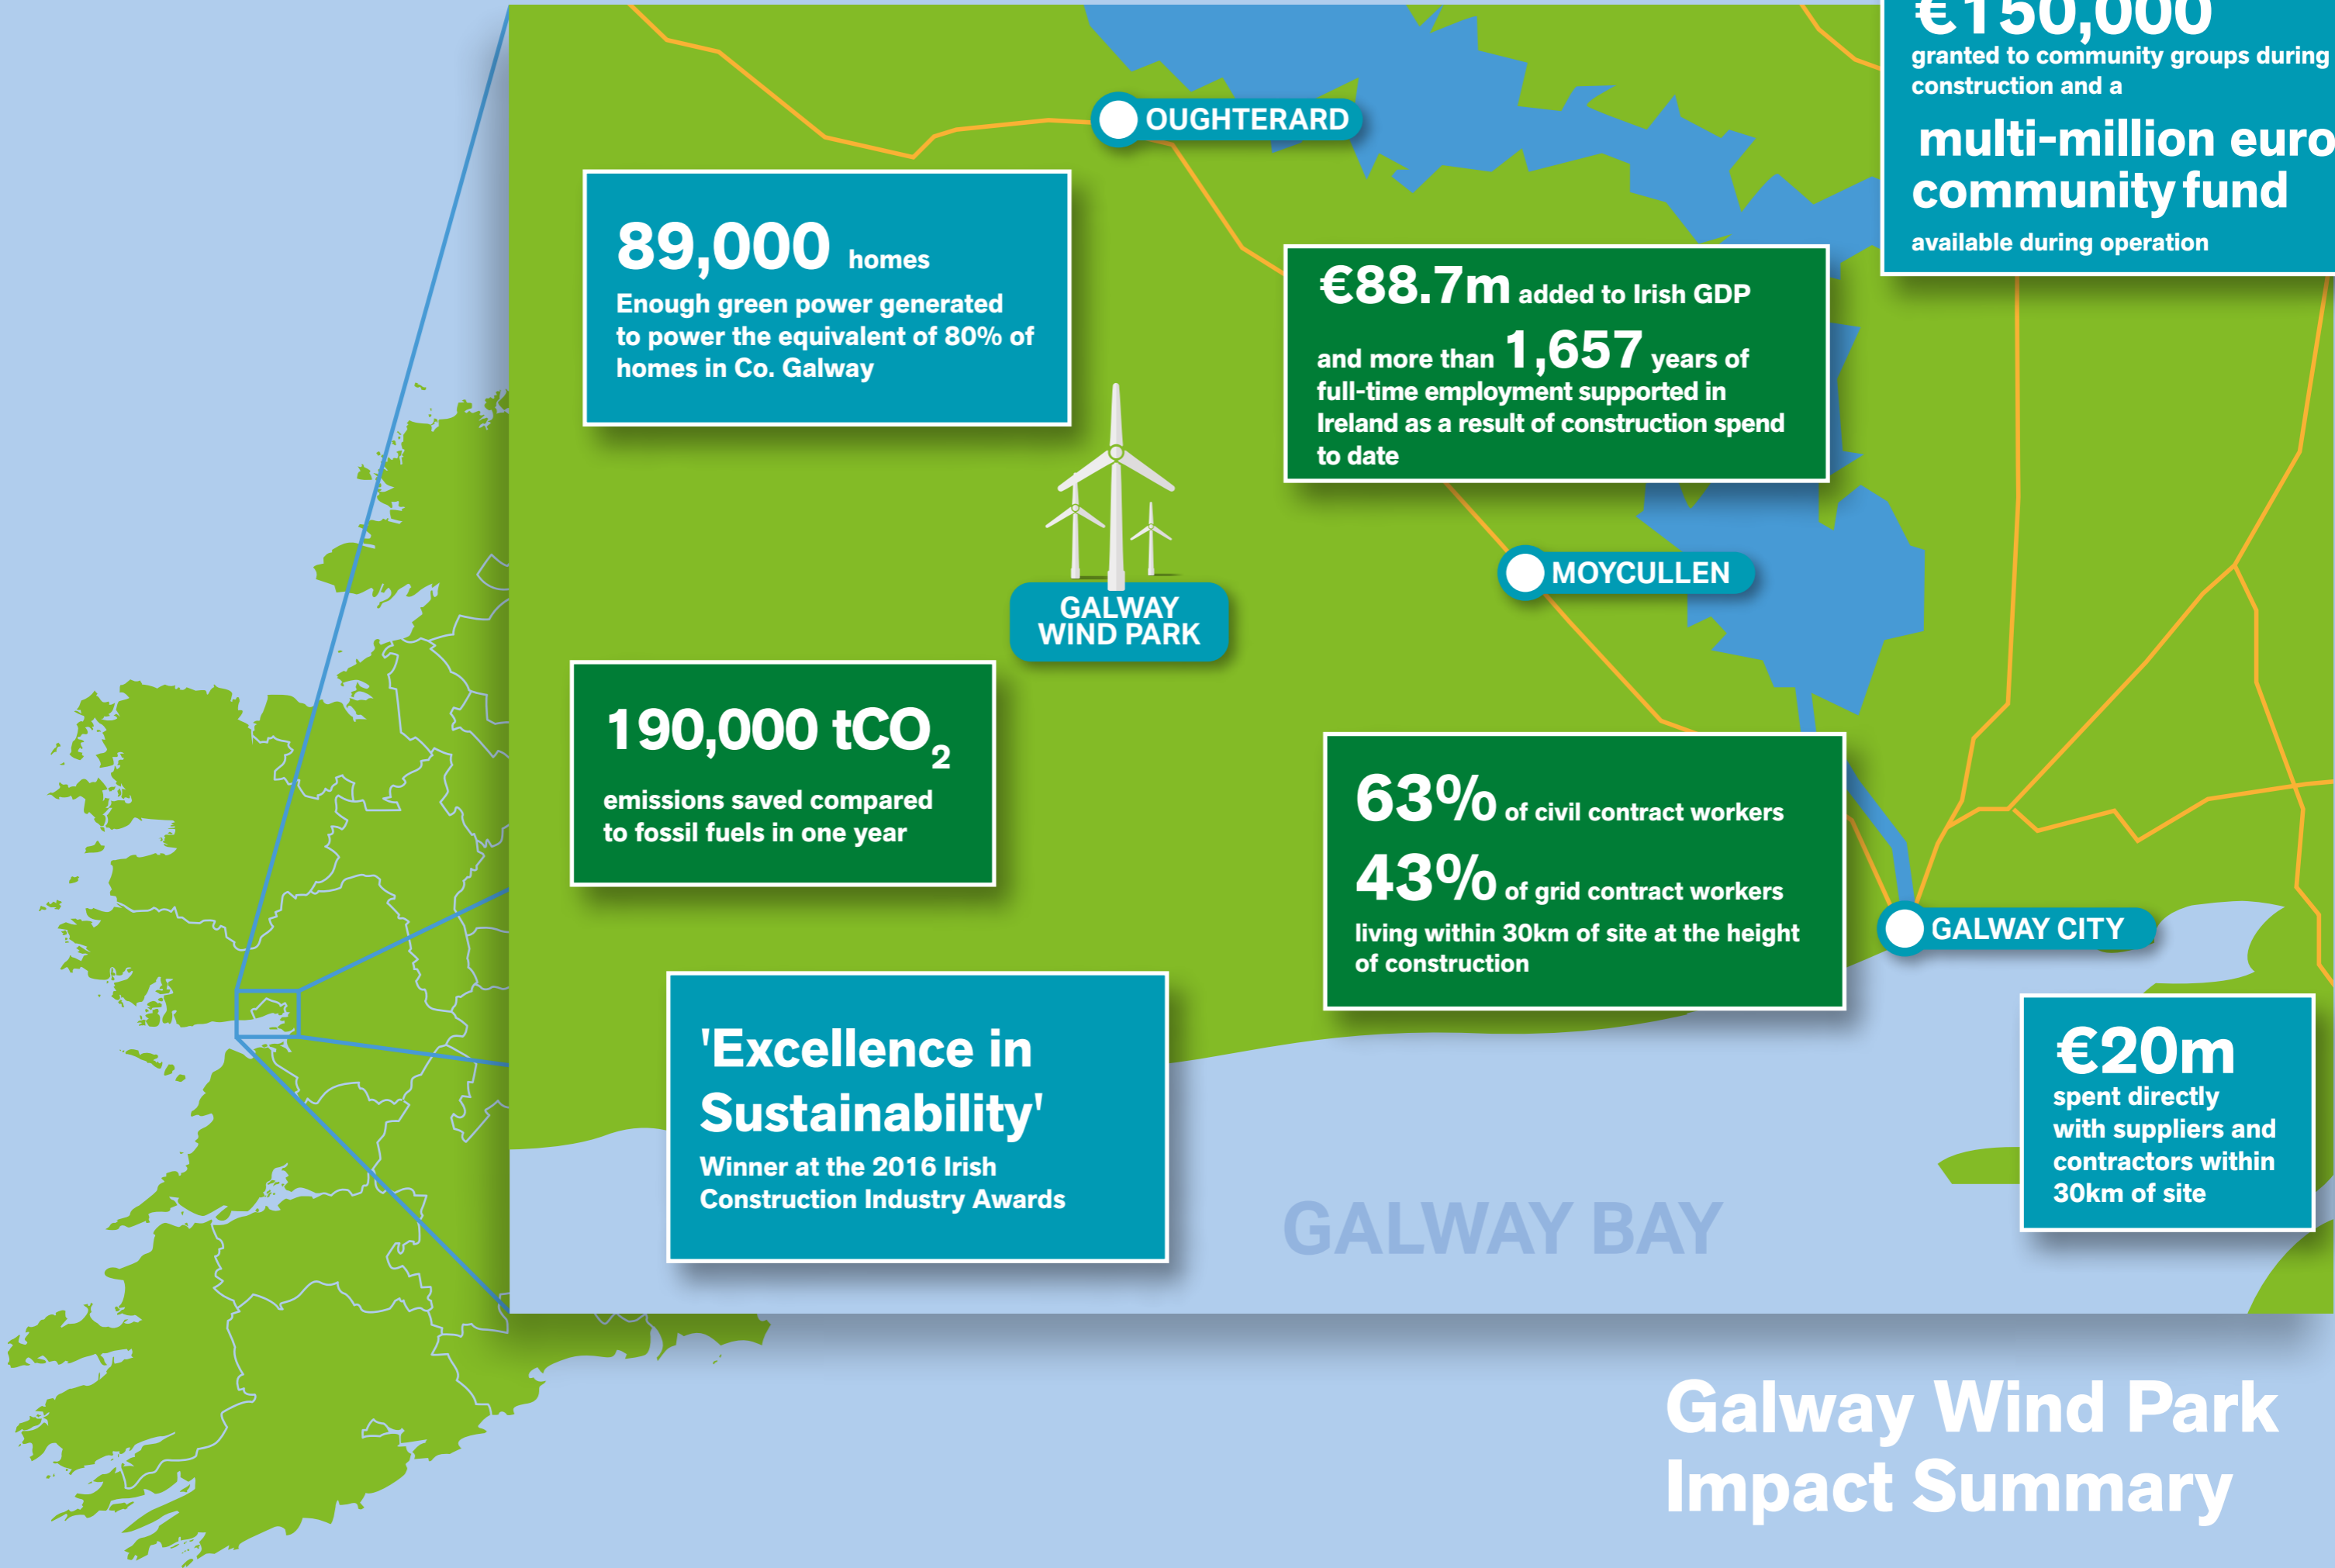 €150,000
granted to community groups during
construction and a
multi-million euro
community fund
available during operation
OUGHTERARD
89,000 homes
Enough green power generated
to power the equivalent of 80% of
homes in Co. Galway
€88.7m added to Irish GDP
and more than 1,657 years of
full-time employment supported in
Ireland as a result of construction spend
to date
MOYCULLEN
GALWAY
WIND PARK
190,000 tCO₂
emissions saved compared
to fossil fuels in one year
63% of civil contract workers
43% of grid contract workers
living within 30km of site at the height
of construction
GALWAY CITY
'Excellence in
Sustainability'
Winner at the 2016 Irish
Construction Industry Awards
€20m
spent directly
with suppliers and
contractors within
30km of site
GALWAY BAY
Galway Wind Park
Impact Summary